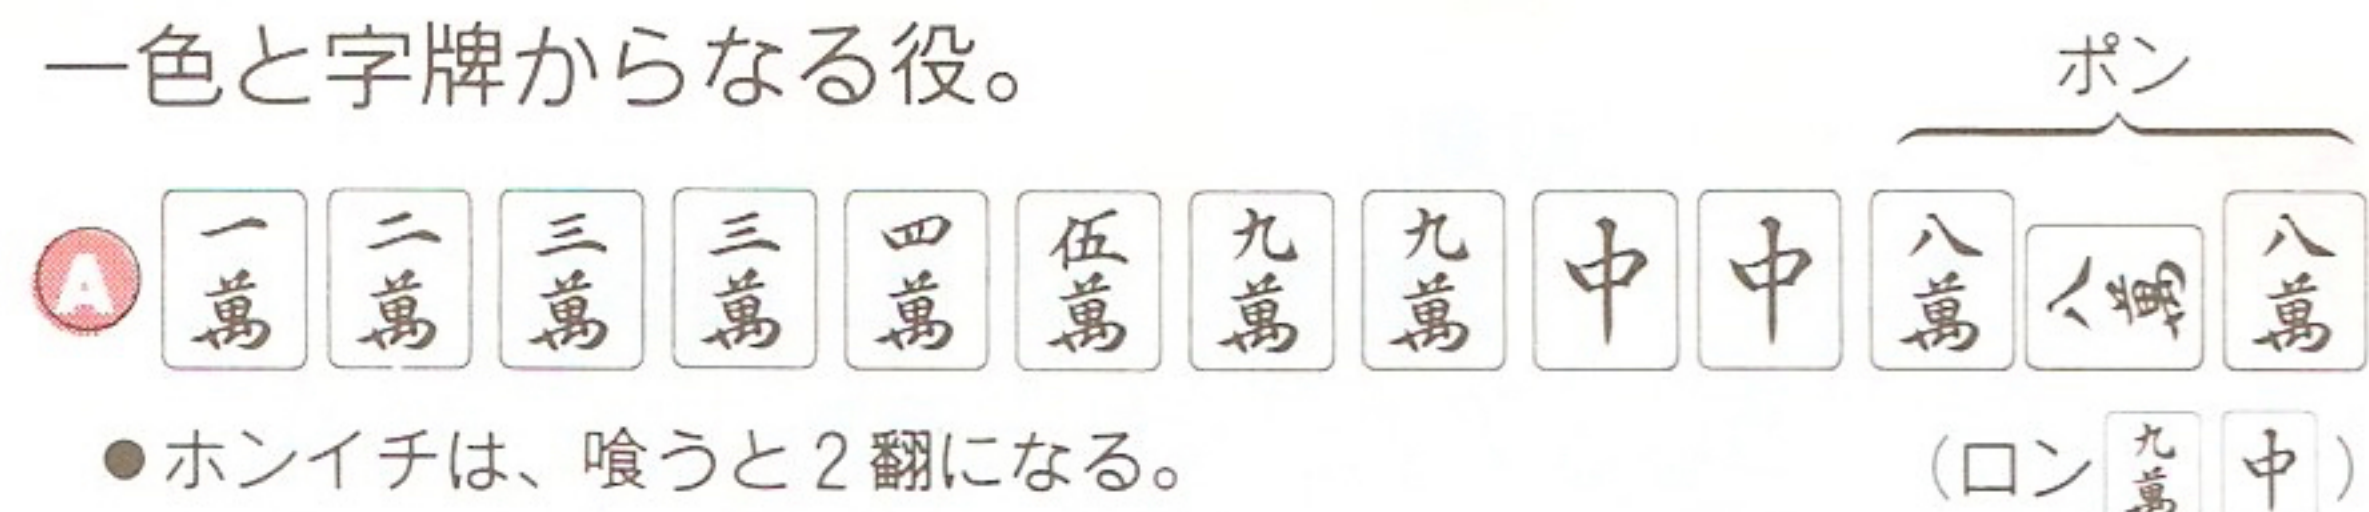 一色と字牌からなる役。
ポン
A 一萬 二萬 三萬 三萬 四萬 伍萬 九萬 九萬 中 中 八萬 八萬 八萬
●ホンイチは、喰うと2翻になる。
(ロン 九萬 中)